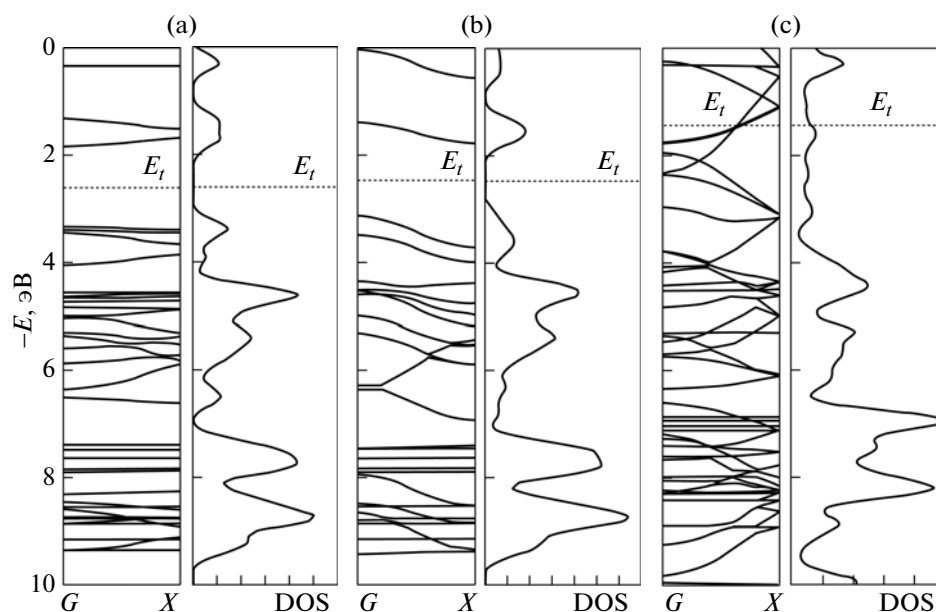 (a) (b) (c)
0
2
4
6
8
10
–E, эВ
E_t E_t E_t E_t E_t E_t
G X DOS G X DOS G X DOS